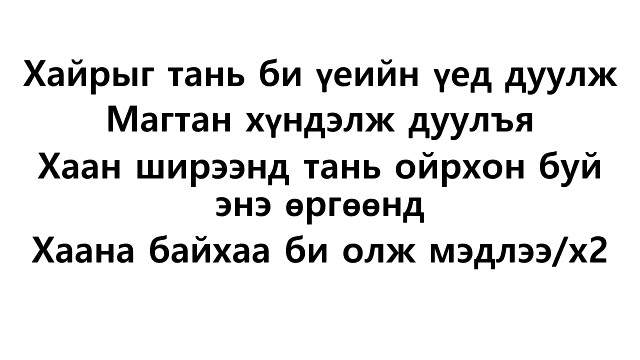 Хайрыг тань би үеийн үед дуулж
Магтан хүндэлж дуулъя
Хаан ширээнд тань ойрхон буй
энэ өргөөнд
Хаана байхаа би олж мэдлээ/x2